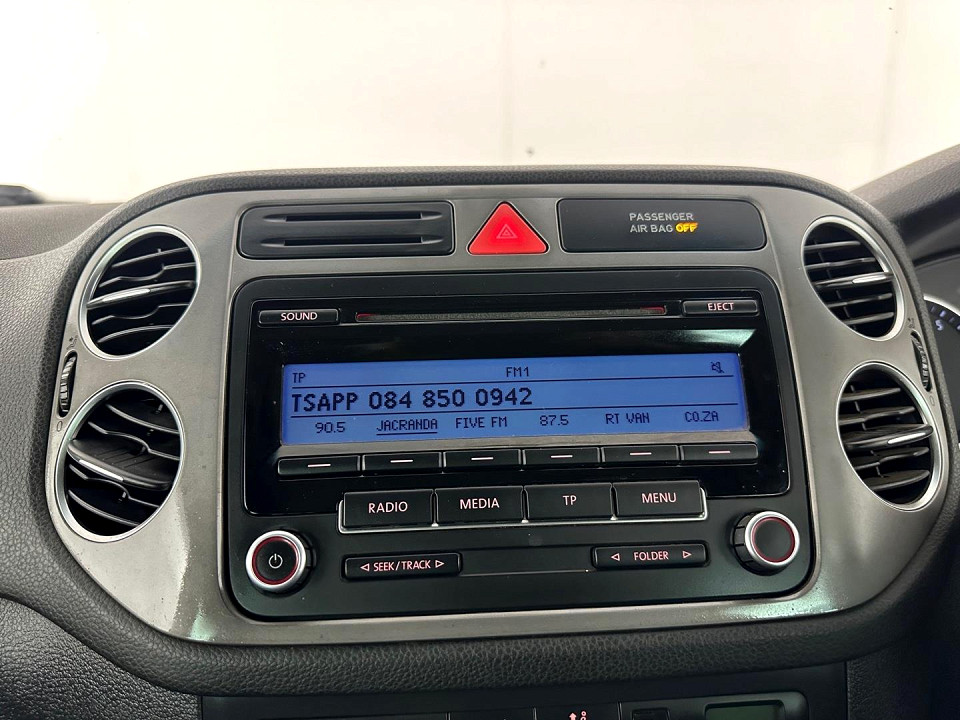 PASSENGER
AIR BAG OFF
SOUND
EJECT
TP FM1
TSAPP 084 850 0942
90.5 JACRANDA FIVE FM 87.5 RT VAN CO.ZA
RADIO MEDIA TP MENU
SEEK/TRACK
FOLDER